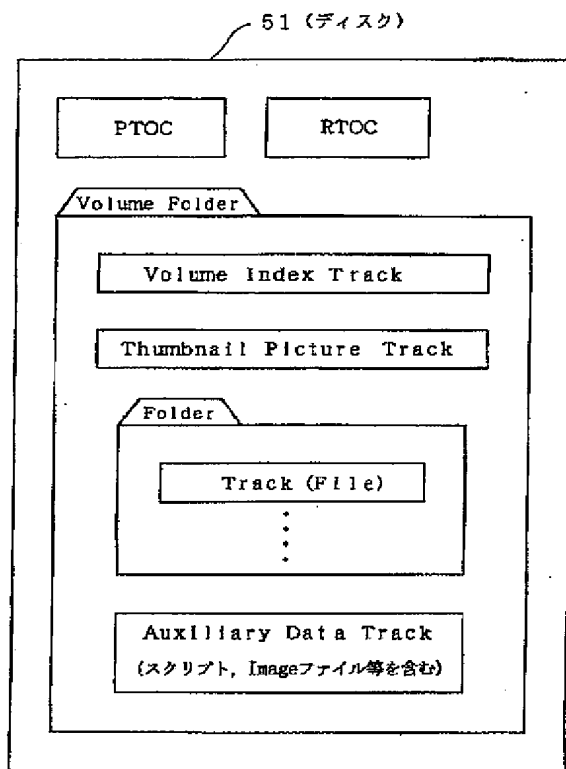 51 (ディスク)
PTOC
RTOC
Volume Folder
Volume Index Track
Thumbnail Picture Track
Folder
Track (File)
Auxiliary Data Track
(スクリプト, Imageファイル等を含む)